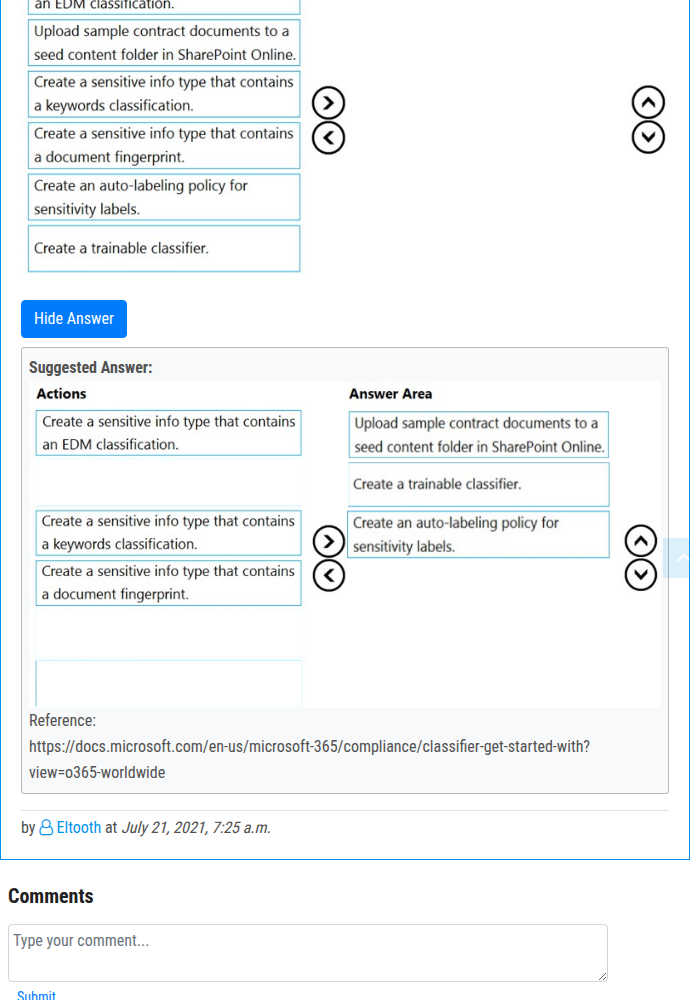 an EDM classification.
Upload sample contract documents to a
seed content folder in SharePoint Online.
Create a sensitive info type that contains
a keywords classification.
Create a sensitive info type that contains
a document fingerprint.
Create an auto-labeling policy for
sensitivity labels.
Create a trainable classifier.
Hide Answer
Suggested Answer:
Actions
Answer Area
Create a sensitive info type that contains
an EDM classification.
Upload sample contract documents to a
seed content folder in SharePoint Online.
Create a trainable classifier.
Create a sensitive info type that contains
a keywords classification.
Create an auto-labeling policy for
sensitivity labels.
Create a sensitive info type that contains
a document fingerprint.
Reference:
https://docs.microsoft.com/en-us/microsoft-365/compliance/classifier-get-started-with?
view=o365-worldwide
by Eltooth at July 21, 2021, 7:25 a.m.
Comments
Type your comment...
Submit